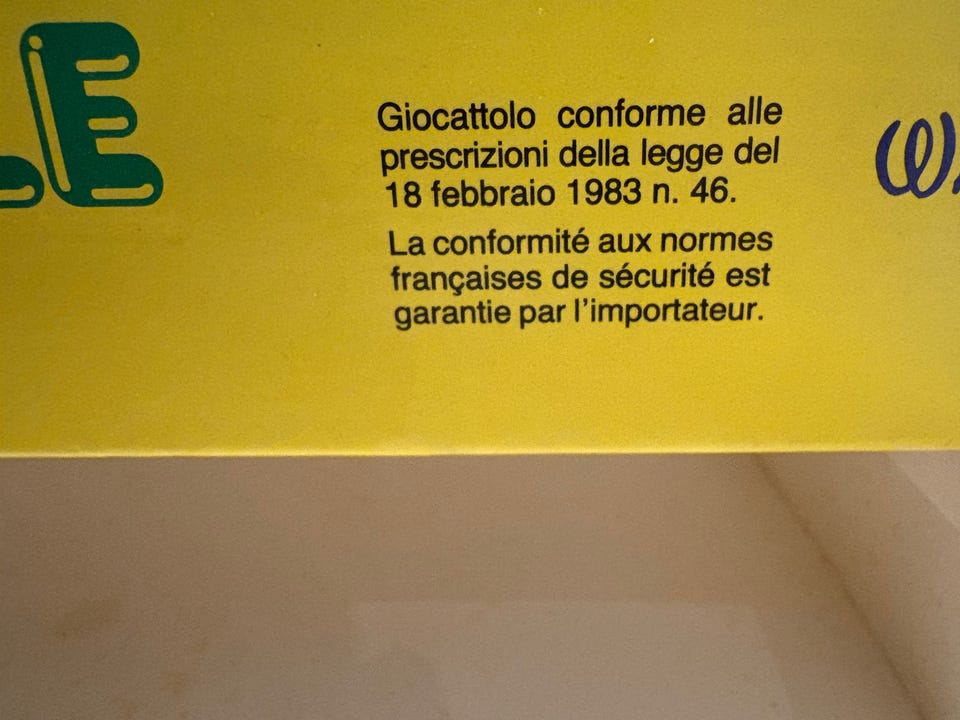 LE
Giocattolo conforme alle
prescrizioni della legge del
18 febbraio 1983 n. 46.
La conformité aux normes
françaises de sécurité est
garantie par l'importateur.